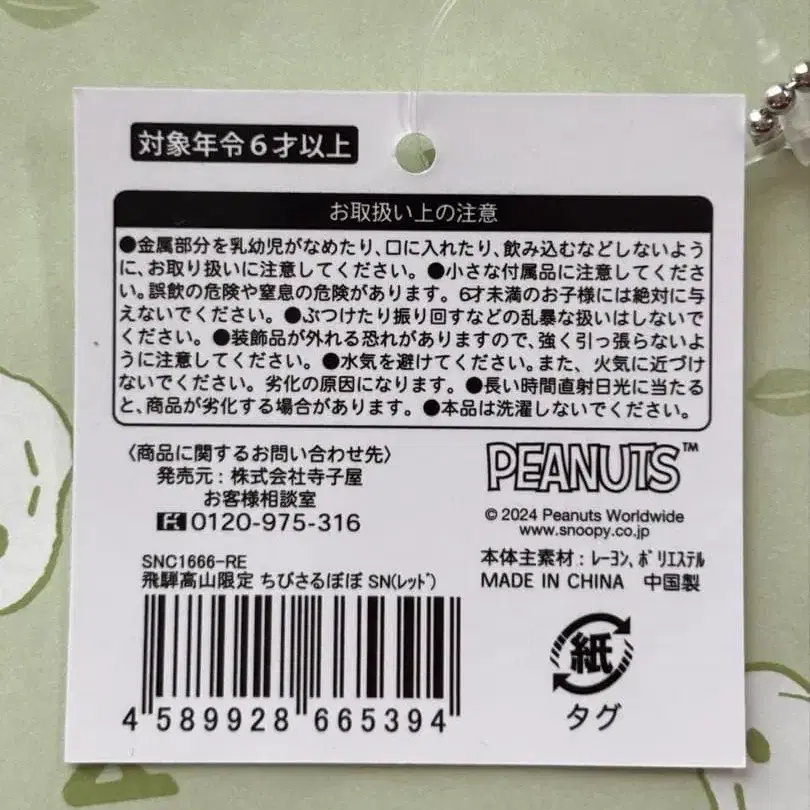 対象年令6才以上
お取扱い上の注意
●金属部分を乳幼児がなめたり、口に入れたり、飲み込むなどしないよう
に、お取り扱いに注意してください。●小さな付属品に注意してくださ
い。誤飲の危険や窒息の危険があります。6才未満のお子様には絶対に与
えないでください。●ぶつけたり振り回すなどの乱暴な扱いはしないで
ください。●装飾品が外れる恐れがありますので、強く引っ張らないよ
うに注意してください。●水気を避けてください。また、火気に近づけ
ないでください。劣化の原因になります。●長い時間直射日光に当たる
と、商品が劣化する場合があります。●本品は洗濯しないでください。
〈商品に関するお問い合わせ先〉
発売元：株式会社寺子屋
お客様相談室
0120-975-316
SNC1666-RE
飛騨高山限定 ちびさるぼぼ SN(ﾚｯﾄﾞ)
4 589928 665394
PEANUTS™
© 2024 Peanuts Worldwide
www.snoopy.co.jp
本体主素材：ﾚｰﾖﾝ、ﾎﾟﾘｴｽﾃﾙ
MADE IN CHINA 中国製
紙
タグ